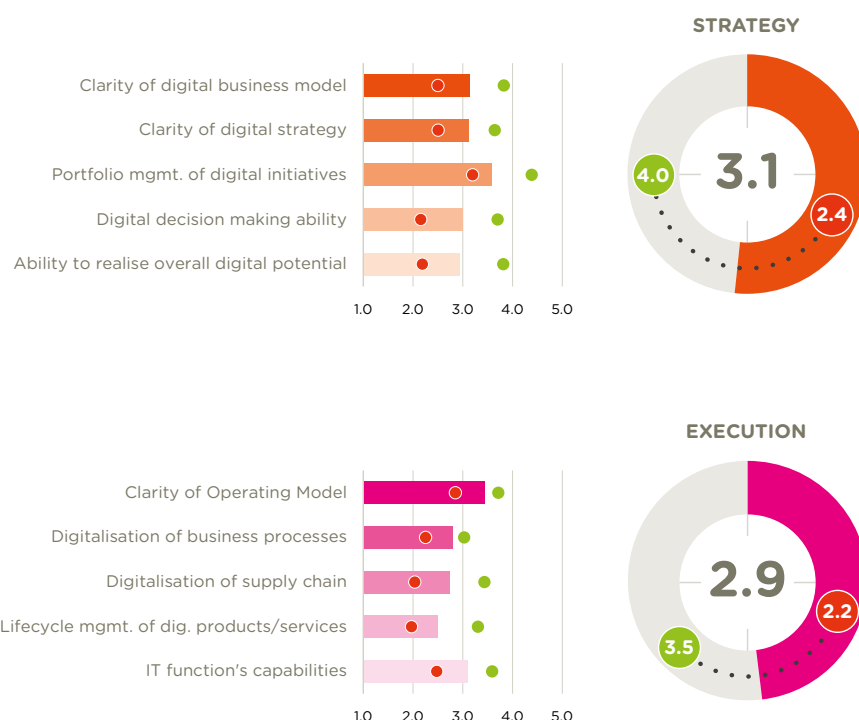 STRATEGY
Clarity of digital business model
Clarity of digital strategy
Portfolio mgmt. of digital initiatives
Digital decision making ability
Ability to realise overall digital potential
1.0 2.0 3.0 4.0 5.0
4.0
3.1
2.4
EXECUTION
Clarity of Operating Model
Digitalisation of business processes
Digitalisation of supply chain
Lifecycle mgmt. of dig. products/services
IT function's capabilities
1.0 2.0 3.0 4.0 5.0
2.9
2.2
3.5